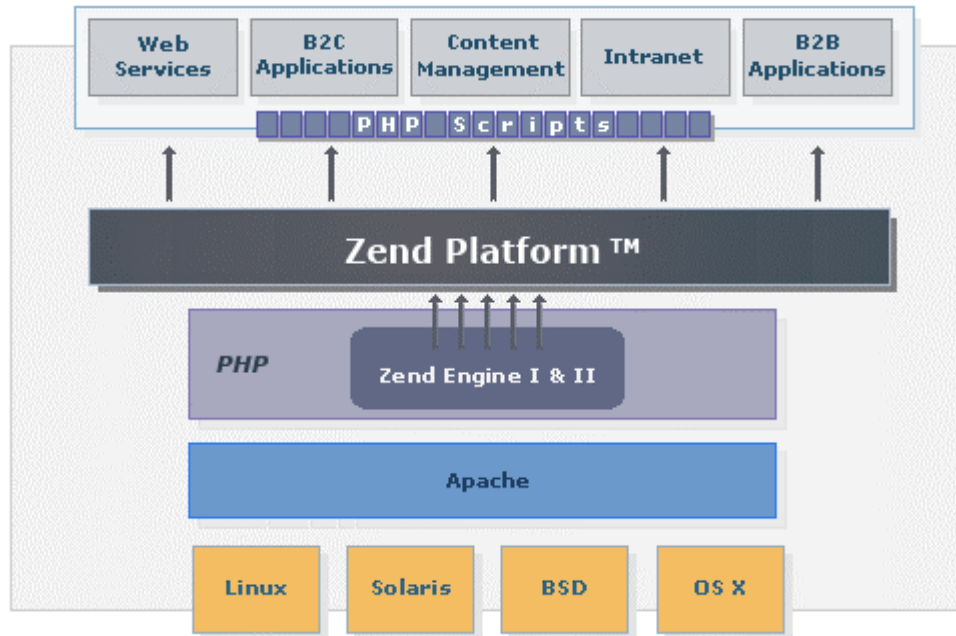 Web
Services
B2C
Applications
Content
Management
Intranet
B2B
Applications
PHP Scripts
Zend Platform ™
PHP
Zend Engine I & II
Apache
Linux
Solaris
BSD
OS X